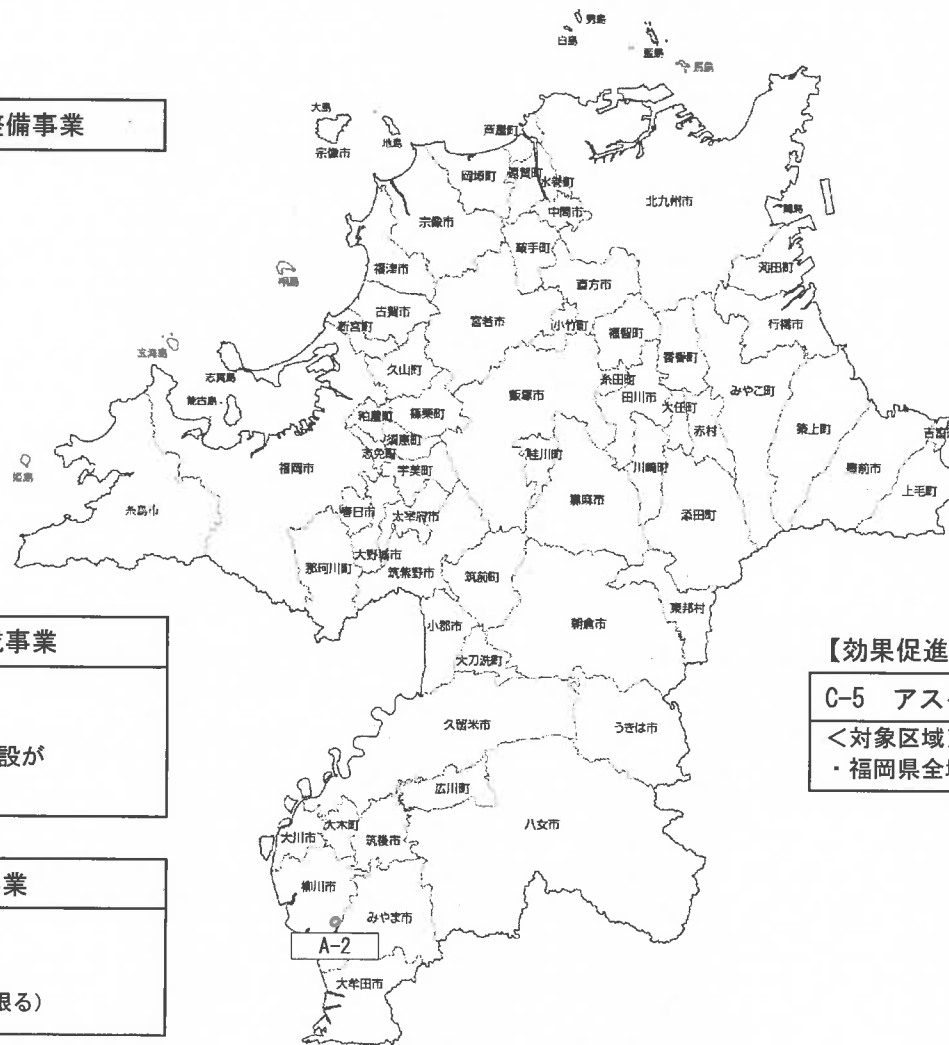 男島
白島
藍島
馬島
大島
地島
宗像市
整備事業
芦屋町
岡垣町
遠賀町
水巻町
中間市
北九州市
宗像市
鞍手町
苅田町
福津市
直方市
古賀市
宮若市
小竹町
福智町
行橋市
新宮町
香春町
玄海島
久山町
糸田町
みやこ町
志賀島
飯塚市
田川市
能古島
粕屋町
篠栗町
大任町
赤村
築上町
須恵町
志免町
福岡市
宇美町
桂川町
川崎町
豊前市
上毛町
姫島
嘉麻市
添田町
糸島市
春日市
太宰府市
大野城市
那珂川町
筑紫野市
筑前町
東邦村
小郡市
朝倉市
事業
大刀洗町
【効果促進
C-5 アス
久留米市
うきは市
<対象区域
設が
・福岡県全
広川町
大川市
大木町
筑後市
八女市
業
柳川市
みやま市
A-2
大牟田市
限る)